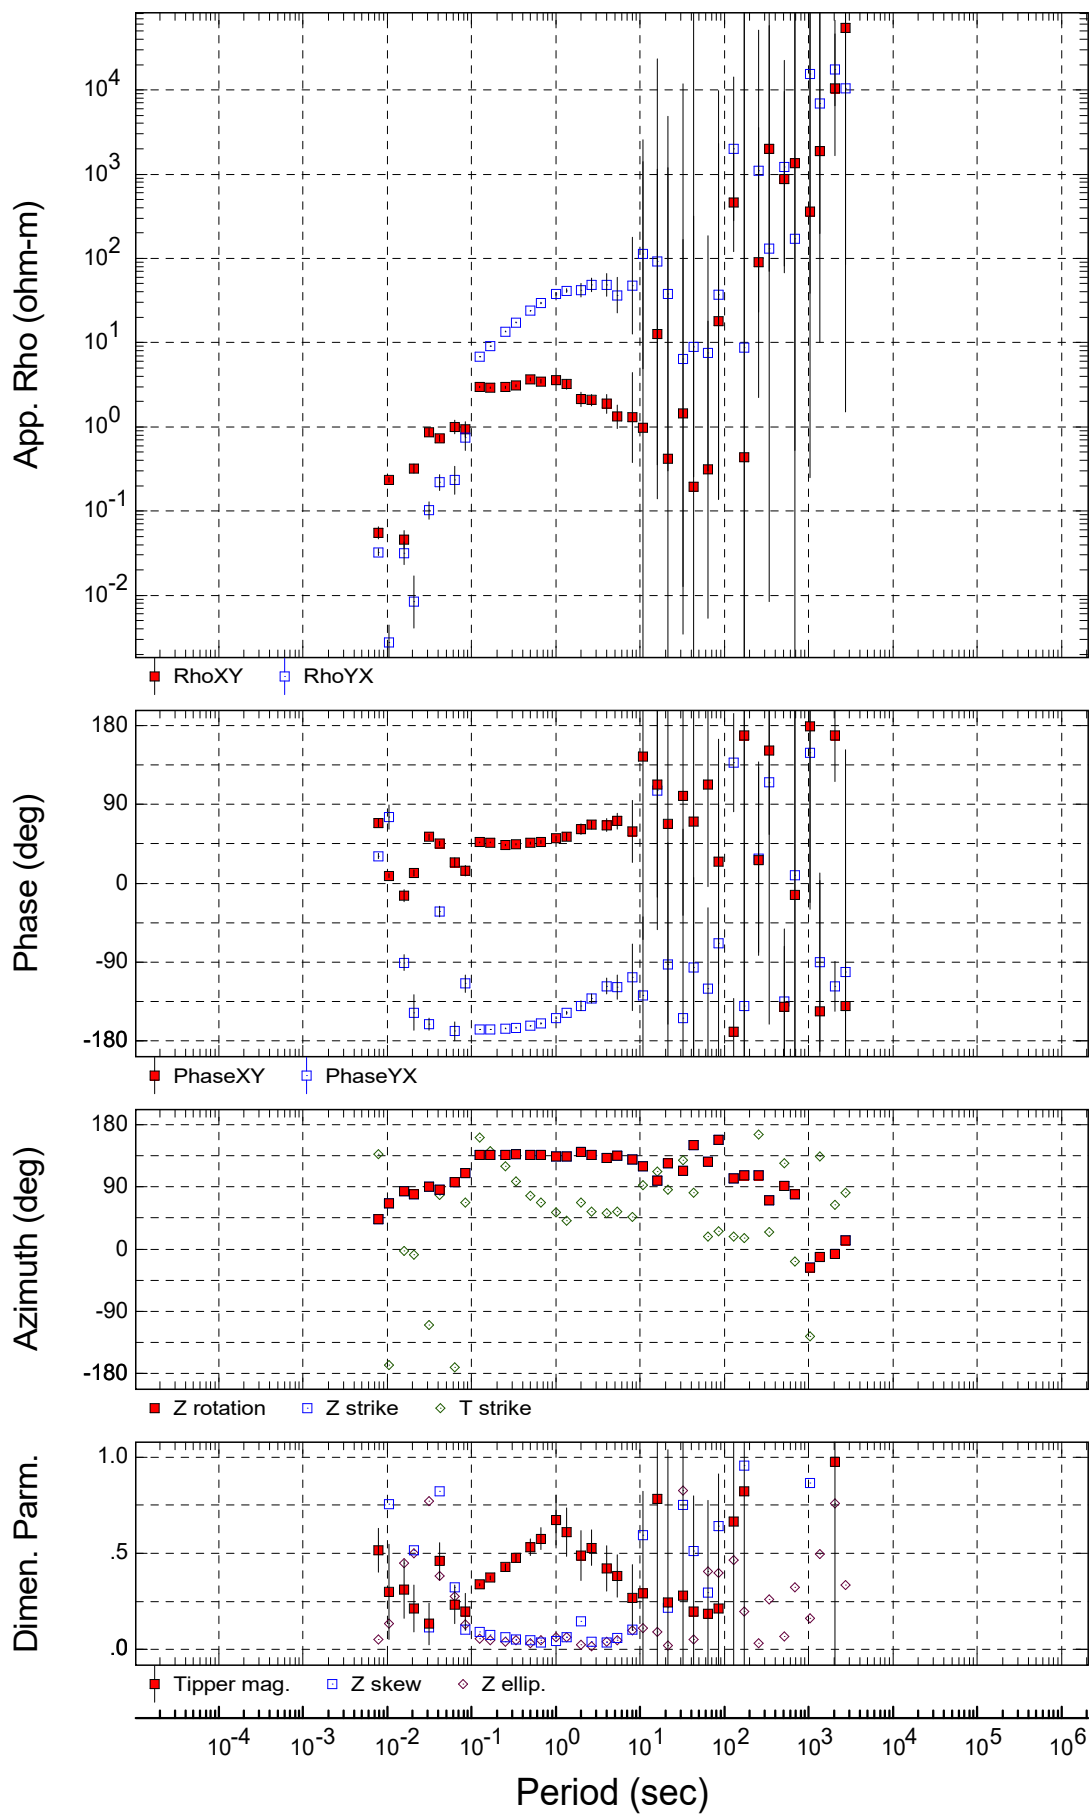 App. Rho (ohm-m)
10^4
10^3
10^2
10^1
10^0
10^-1
10^-2
RhoXY RhoYX
Phase (deg)
180
90
0
-90
-180
PhaseXY PhaseYX
Azimuth (deg)
180
90
0
-90
-180
Z rotation Z strike T strike
Dimen. Parm.
1.0
.5
.0
Tipper mag. Z skew Z ellip.
10^-4 10^-3 10^-2 10^-1 10^0 10^1 10^2 10^3 10^4 10^5 10^6
Period (sec)